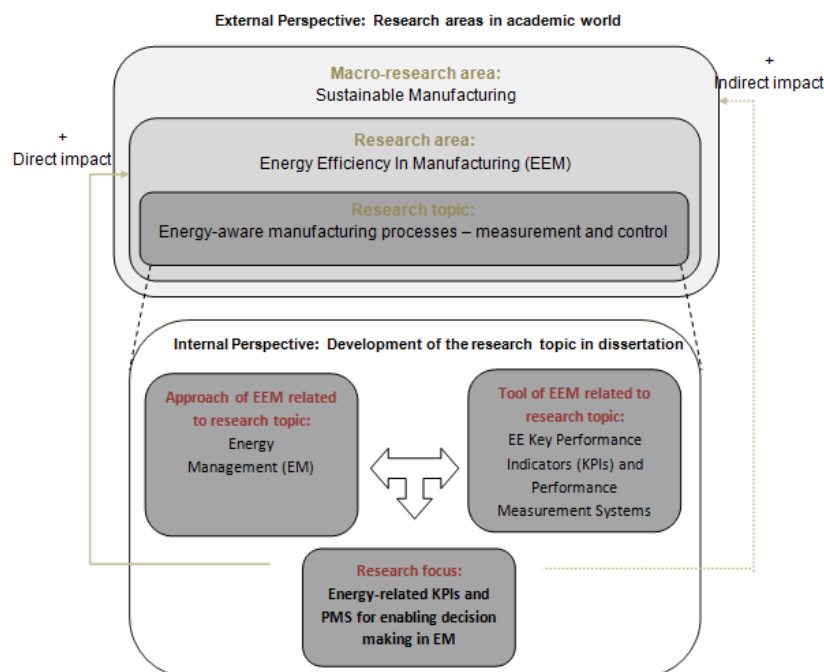 External Perspective: Research areas in academic world
Macro-research area:
Sustainable Manufacturing
+
Indirect impact
+
Direct impact
Research area:
Energy Efficiency In Manufacturing (EEM)
Research topic:
Energy-aware manufacturing processes – measurement and control
Internal Perspective: Development of the research topic in dissertation
Approach of EEM related
to research topic:
Energy
Management (EM)
Tool of EEM related to
research topic:
EE Key Performance
Indicators (KPIs) and
Performance
Measurement Systems
Research focus:
Energy-related KPIs and
PMS for enabling decision
making in EM